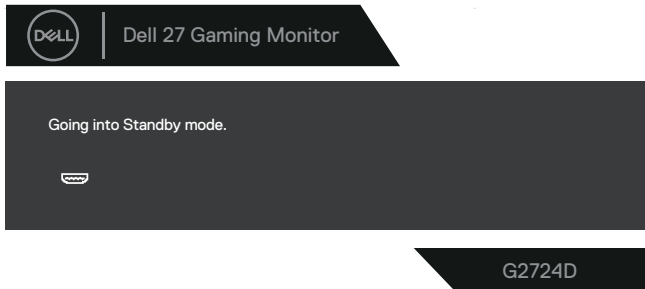 DELL
Dell 27 Gaming Monitor
Going into Standby mode.
G2724D